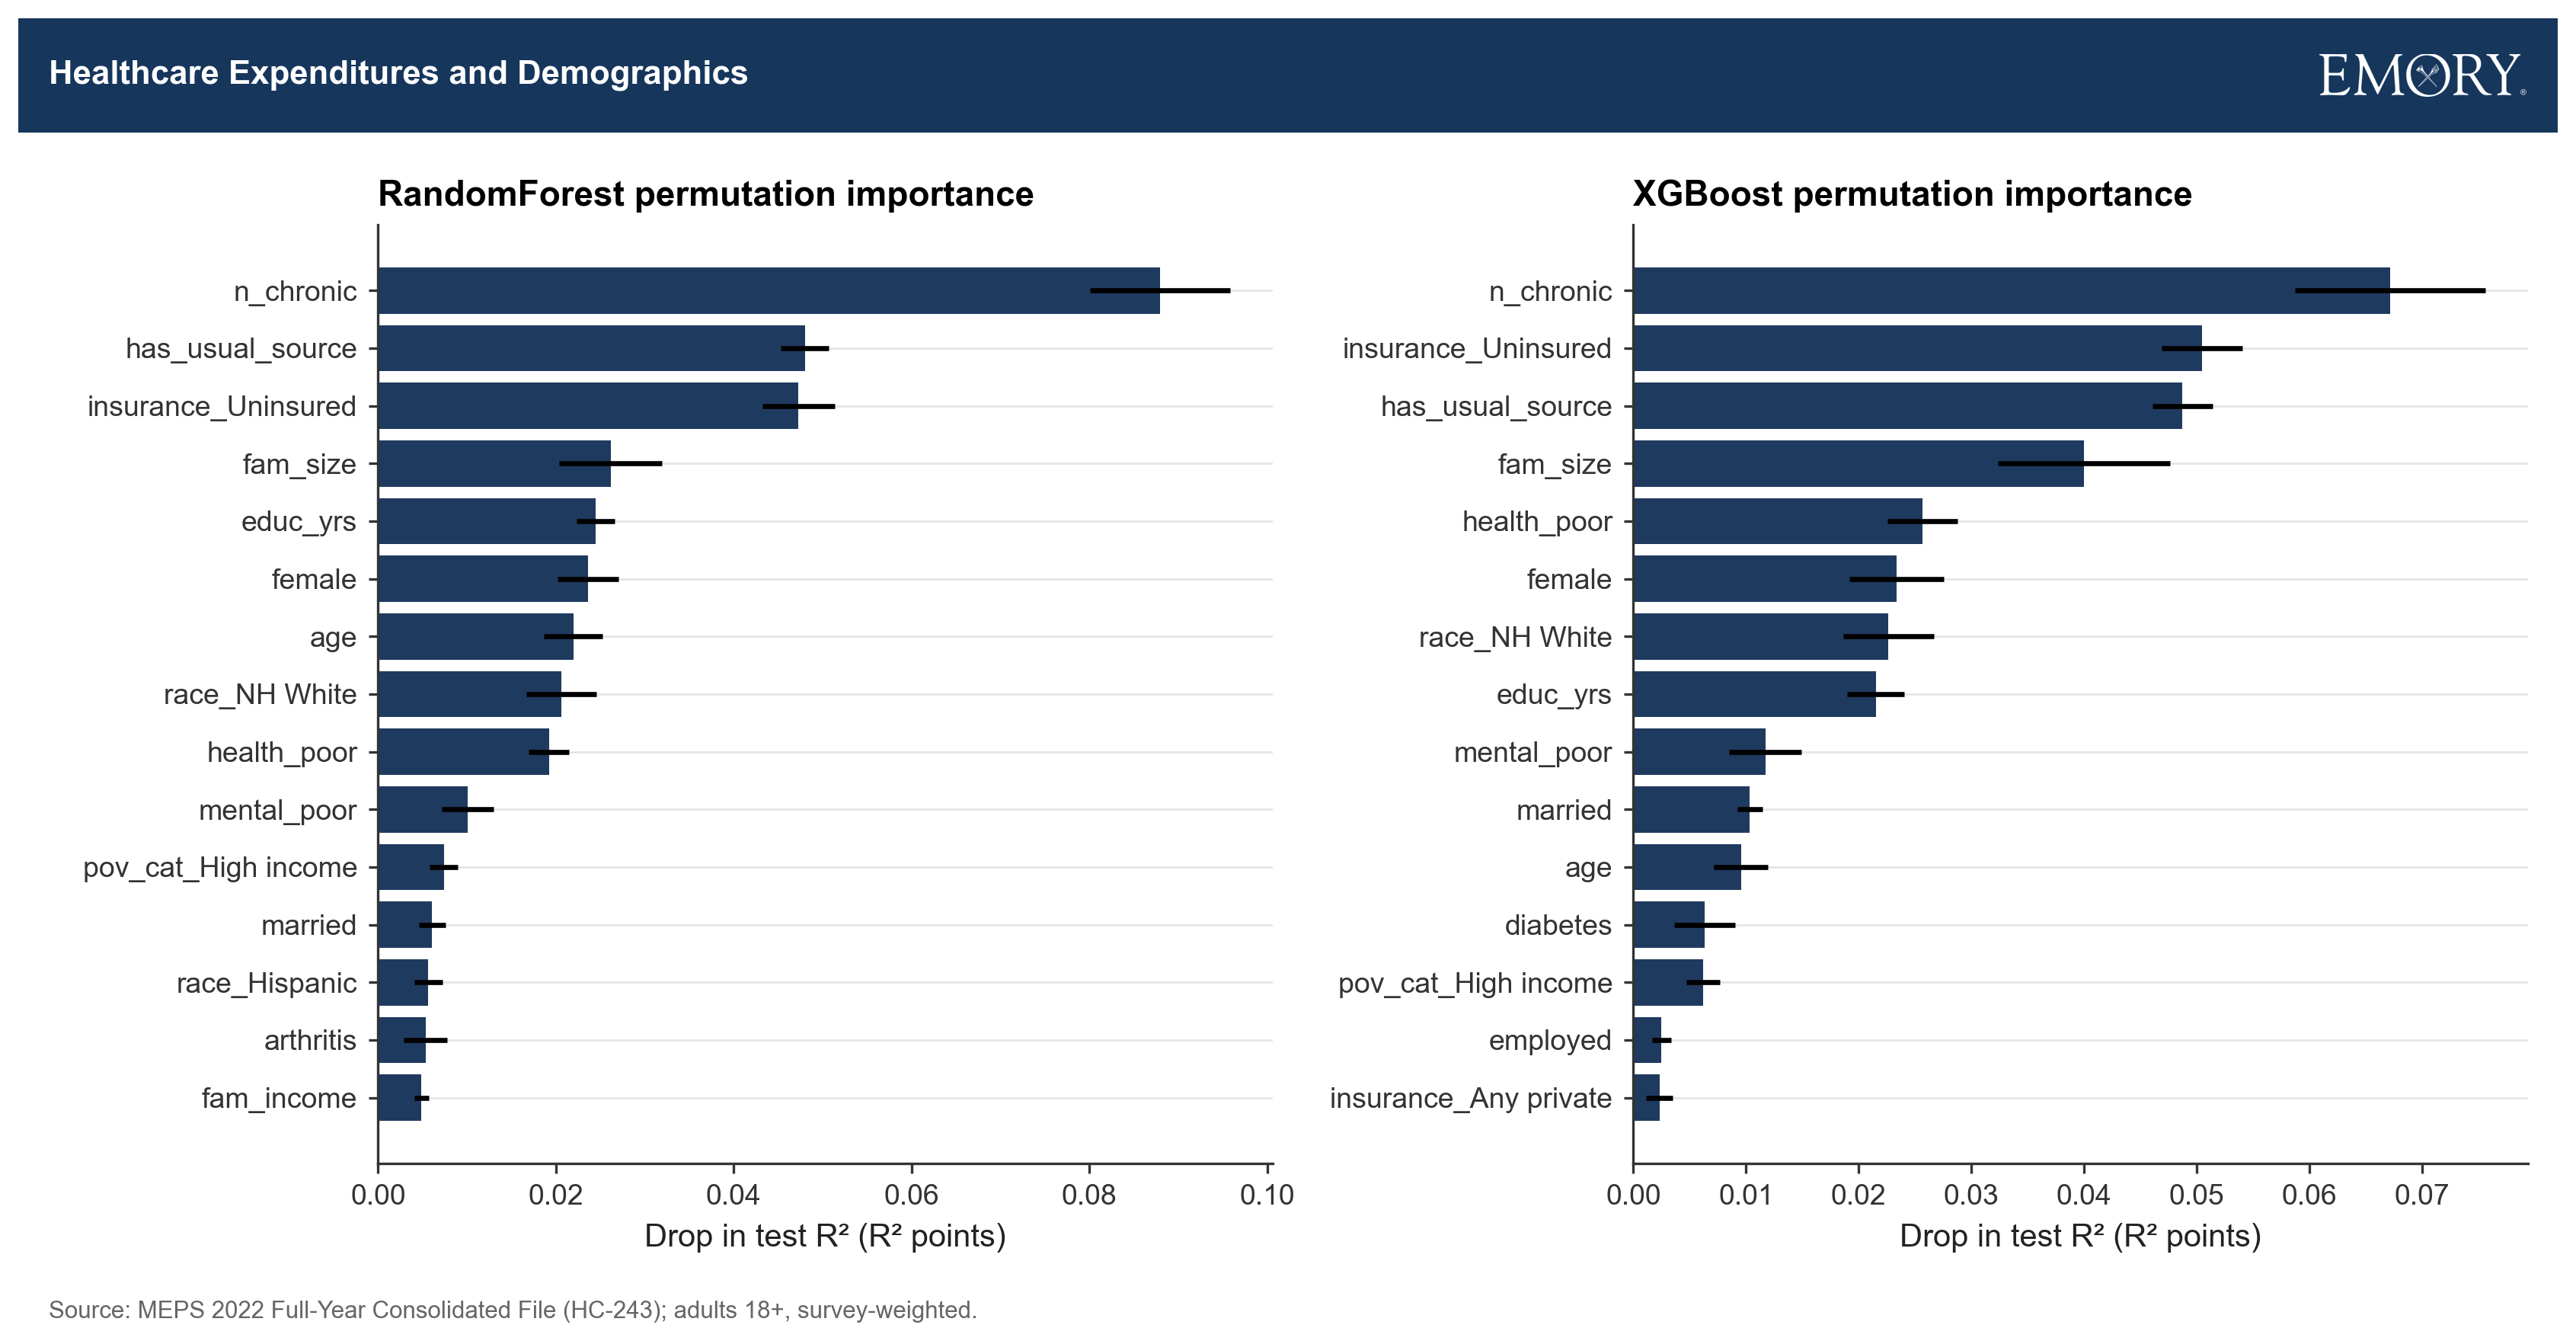 Healthcare Expenditures and Demographics
EMORY®
RandomForest permutation importance
n_chronic
has_usual_source
insurance_Uninsured
fam_size
educ_yrs
female
age
race_NH White
health_poor
mental_poor
pov_cat_High income
married
race_Hispanic
arthritis
fam_income
0.00 0.02 0.04 0.06 0.08 0.10
Drop in test R² (R² points)
XGBoost permutation importance
n_chronic
insurance_Uninsured
has_usual_source
fam_size
health_poor
female
race_NH White
educ_yrs
mental_poor
married
age
diabetes
pov_cat_High income
employed
insurance_Any private
0.00 0.01 0.02 0.03 0.04 0.05 0.06 0.07
Drop in test R² (R² points)
Source: MEPS 2022 Full-Year Consolidated File (HC-243); adults 18+, survey-weighted.